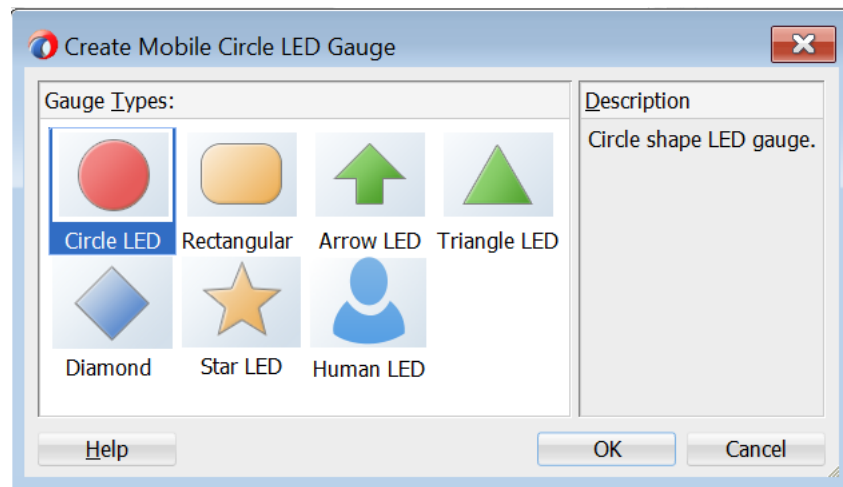 Create Mobile Circle LED Gauge
Gauge Types:
Description
Circle shape LED gauge.
Circle LED Rectangular Arrow LED Triangle LED
Diamond Star LED Human LED
Help OK Cancel